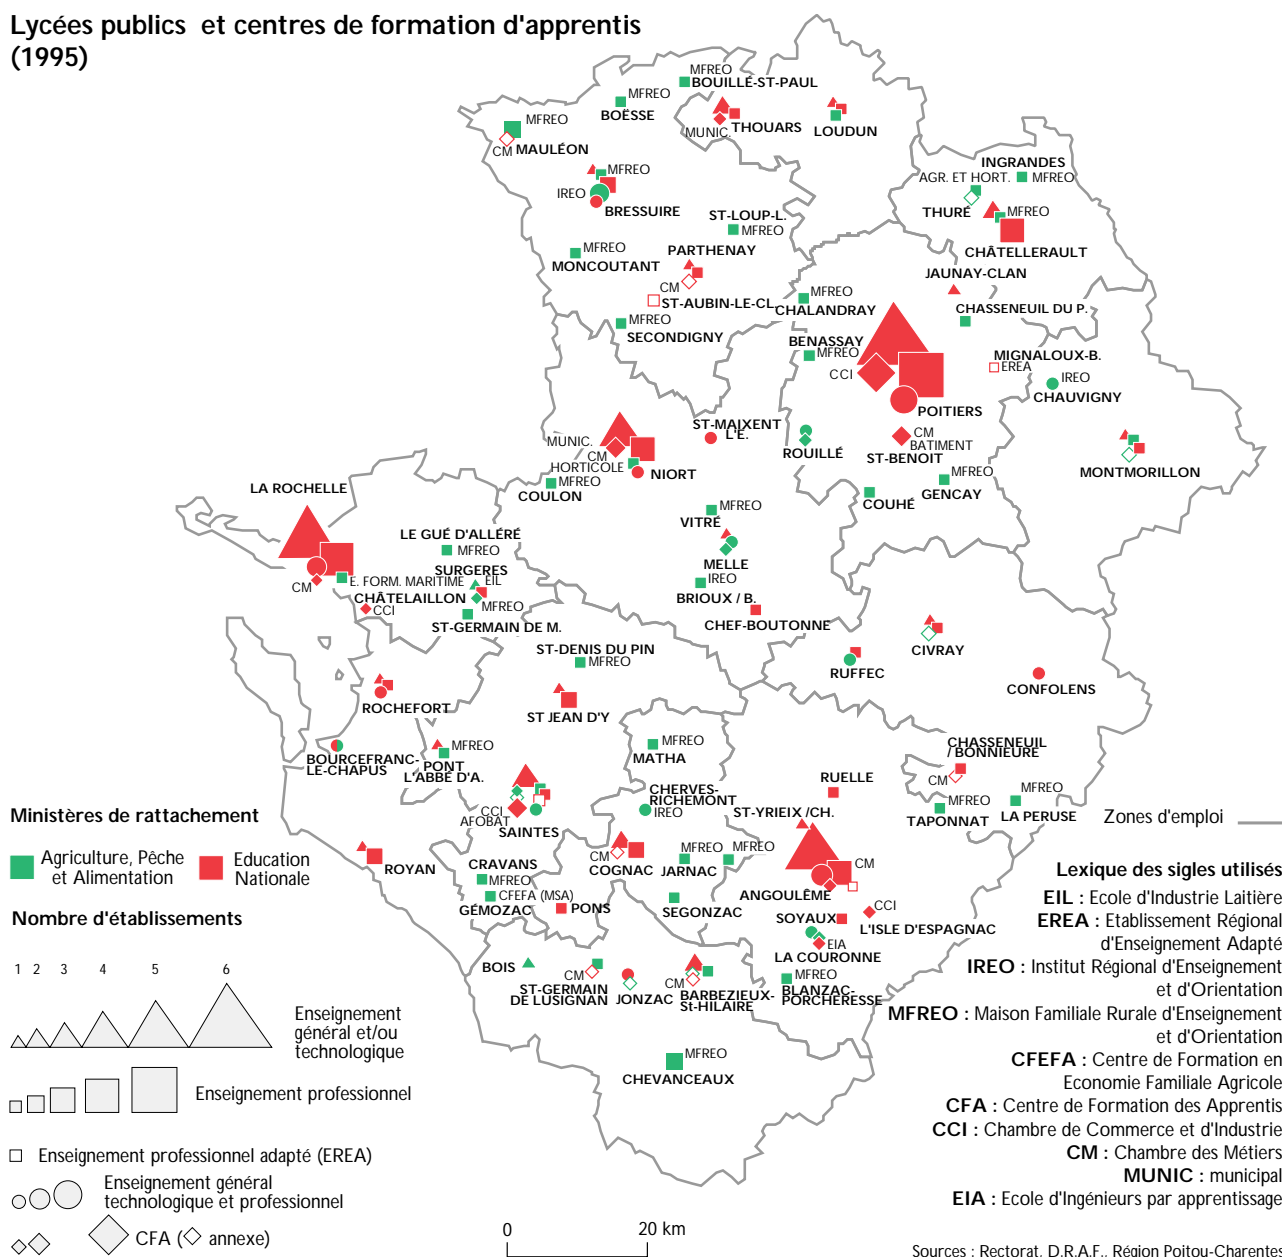 Lycées publics et centres de formation d'apprentis
(1995)
MFREO
BOUILLÉ-ST-PAUL
MFREO
BOËSSE
MUNIC. THOUARS
LOUDUN
MFREO
CM MAULÉON
MFREO
IREO
BRESSUIRE
INGRANDES
AGR. ET HORT. MFREO
THURÉ
MFREO
CHÂTELLERAULT
ST-LOUP-L.
MFREO
MFREO
MONCOUTANT
PARTHENAY
CM
ST-AUBIN-LE-CL.
MFREO
SECONDIGNY
JAUNAY-CLAN
MFREO
CHALANDRAY
CHASSENEUIL DU P.
BENASSAY
MFREO
CCI
POITIERS
MIGNALOUX-B.
EREA
IREO
CHAUVIGNY
MONTMORILLON
ST-MAIXENT
L'E.
ROUILLÉ
CM
BATIMENT
ST-BENOIT
MFREO
GENCAY
COUHÉ
MUNIC.
CM
HORTICOLE
NIORT
MFREO
COULON
LA ROCHELLE
CM
E. FORM. MARITIME
LE GUÉ D'ALLÉRÉ
MFREO
SURGERES
EIL
CHÂTELAILLON
CCI
MFREO
ST-GERMAIN DE M.
MFREO
VITRÉ
MELLE
IREO
BRIOUX / B.
CHEF-BOUTONNE
CIVRAY
RUFFEC
CONFOLENS
ST-DENIS DU PIN
MFREO
ST JEAN D'Y
ROCHEFORT
BOURCEFRANC-
LE-CHAPUS
MFREO
PONT
L'ABBÉ D'A.
MFREO
MATHA
CHASSENEUIL
/ BONNIEURE
CM
MFREO
TAPONNAT
MFREO
LA PERUSE
RUELLE
CHERVES-
RICHEMONT
IREO
ST-YRIEIX /CH.
CCI
AFOBAT
SAINTES
CM
ANGOULÊME
CM
COGNAC
MFREO
JARNAC
MFREO
ROYAN
CRAVANS
MFREO
CFEFA (MSA)
GÉMOZAC
PONS
SEGONZAC
SOYAUX
CCI
L'ISLE D'ESPAGNAC
EIA
LA COURONNE
BOIS
CM
ST-GERMAIN
DE LUSIGNAN
JONZAC
CM
BARBEZIEUX-
St-HILAIRE
MFREO
BLANZAC-
PORCHERESSE
MFREO
CHEVANCEAUX
Ministères de rattachement
Agriculture, Pêche
et Alimentation
Education
Nationale
Nombre d'établissements
1 2 3 4 5 6
Enseignement
général et/ou
technologique
Enseignement professionnel
Enseignement professionnel adapté (EREA)
Enseignement général
technologique et professionnel
CFA ( annexe)
0 20 km
Zones d'emploi
Lexique des sigles utilisés
EIL : Ecole d'Industrie Laitière
EREA : Etablissement Régional
d'Enseignement Adapté
IREO : Institut Régional d'Enseignement
et d'Orientation
MFREO : Maison Familiale Rurale d'Enseignement
et d'Orientation
CFEFA : Centre de Formation en
Economie Familiale Agricole
CFA : Centre de Formation des Apprentis
CCI : Chambre de Commerce et d'Industrie
CM : Chambre des Métiers
MUNIC : municipal
EIA : Ecole d'Ingénieurs par apprentissage
Sources : Rectorat, D.R.A.F., Région Poitou-Charentes